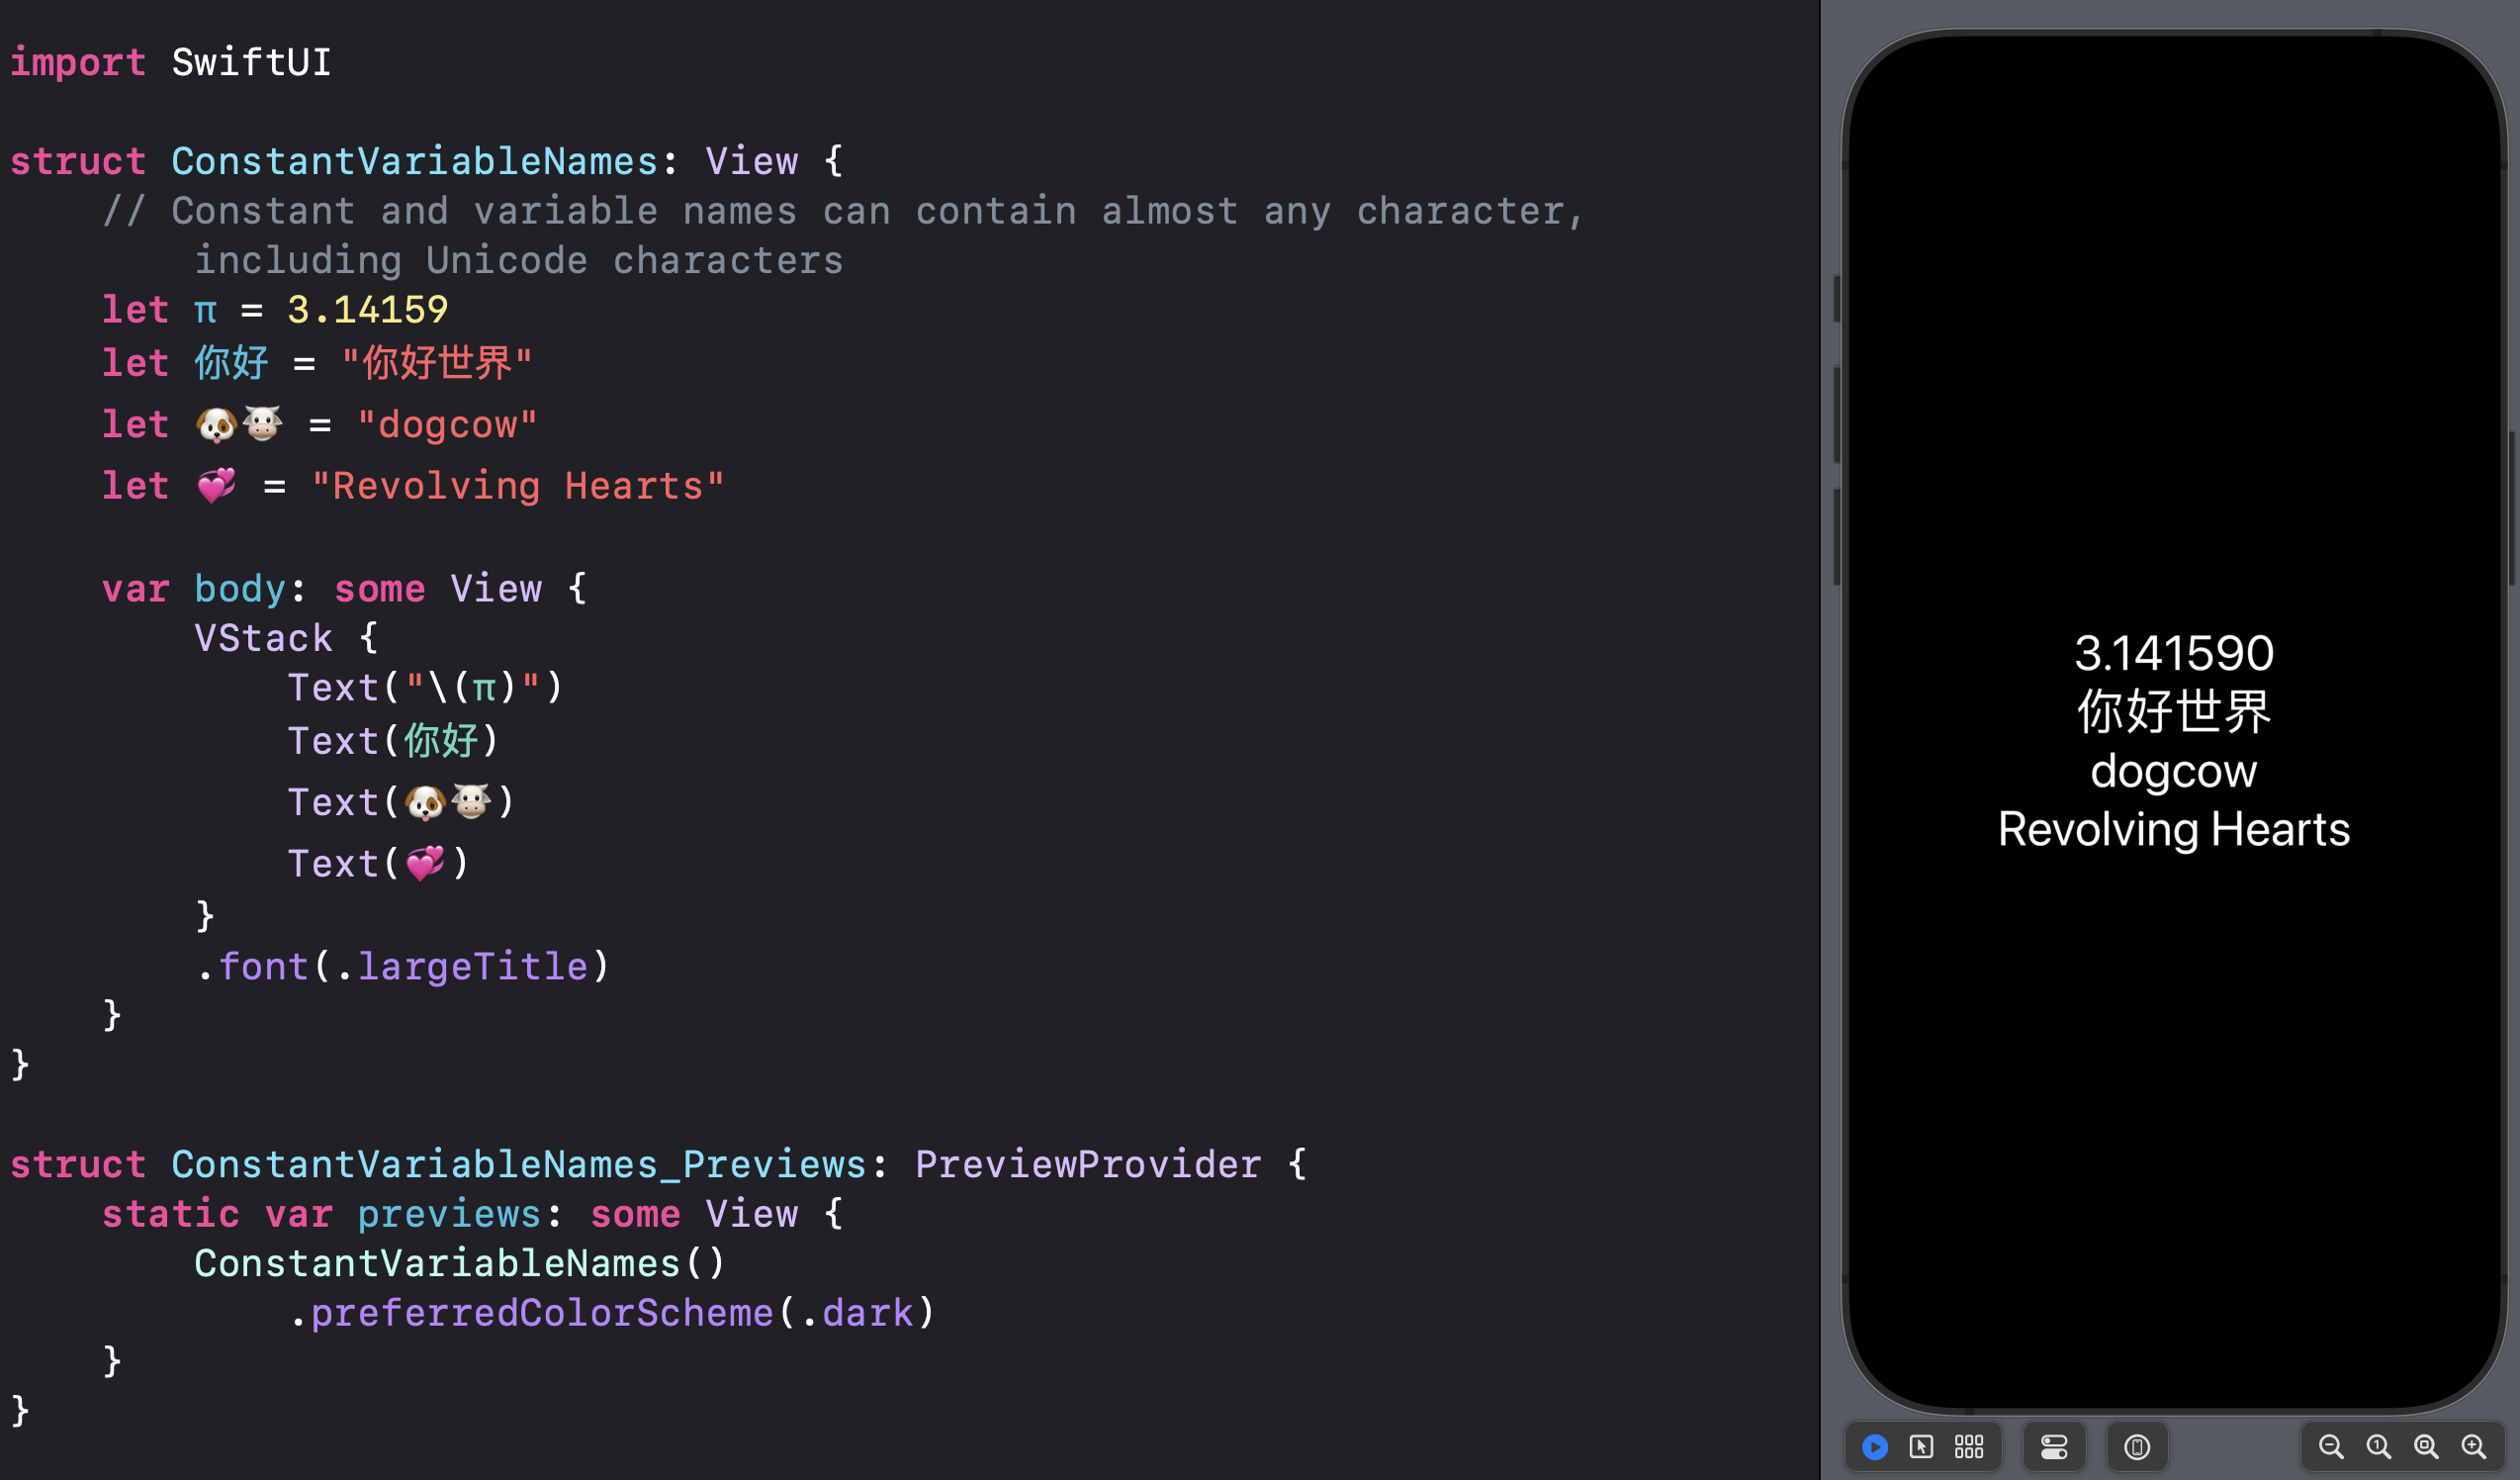 import SwiftUI
struct ConstantVariableNames: View {
// Constant and variable names can contain almost any character,
including Unicode characters
let π = 3.14159
let 你好 = "你好世界"
let 🐶🐮 = "dogcow"
let 💞 = "Revolving Hearts"
var body: some View {
VStack {
Text("\(π)")
Text(你好)
Text(🐶🐮)
Text(💞)
}
.font(.largeTitle)
}
}
struct ConstantVariableNames_Previews: PreviewProvider {
static var previews: some View {
ConstantVariableNames()
.preferredColorScheme(.dark)
}
}
3.141590
你好世界
dogcow
Revolving Hearts